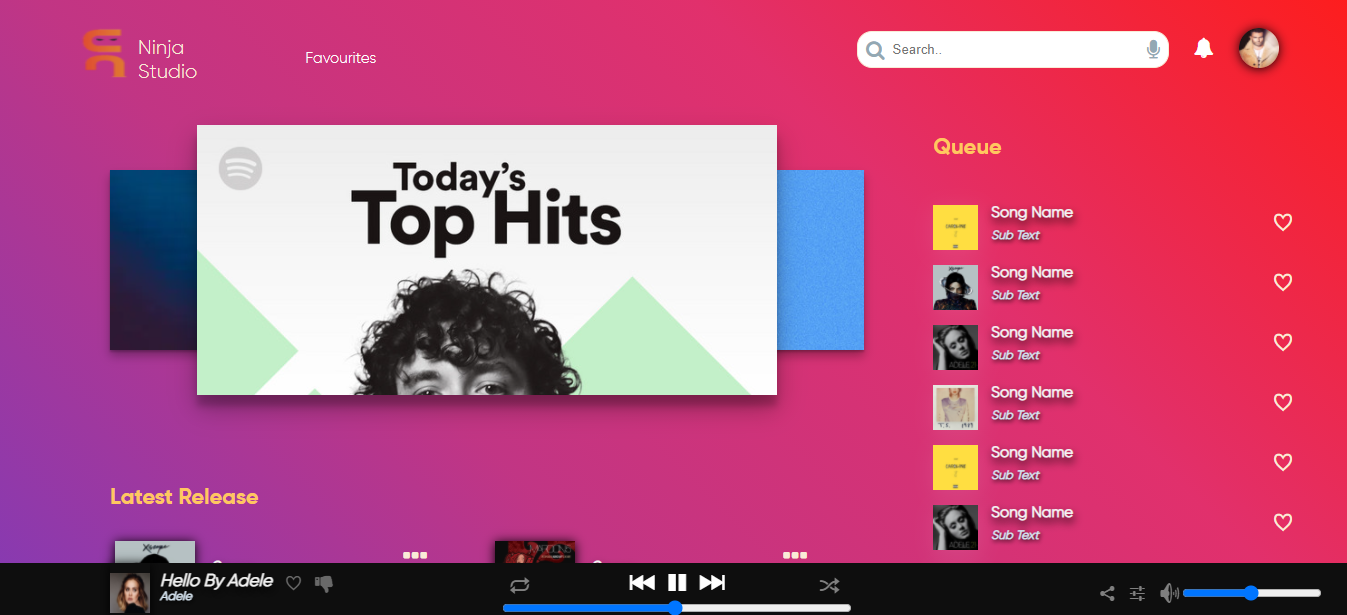 Ninja
Studio
Favourites
Search..
Today's
Top Hits
Queue
Song Name
Sub Text
Song Name
Sub Text
Song Name
Sub Text
Song Name
Sub Text
Song Name
Sub Text
Song Name
Sub Text
Latest Release
Hello By Adele
Adele